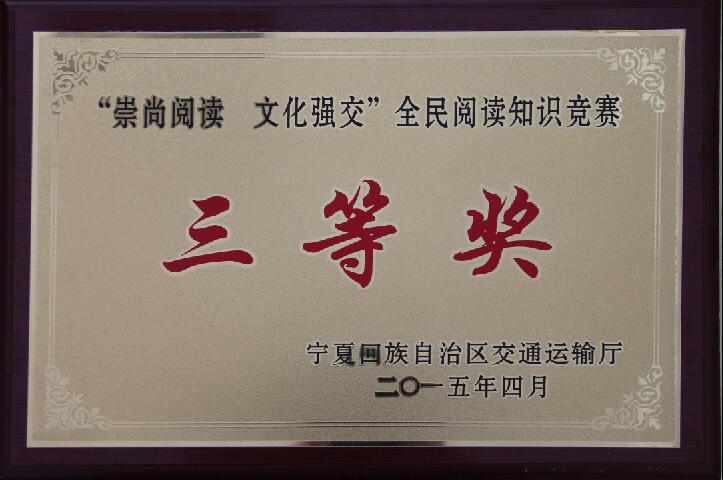 “崇尚阅读 文化强交”全民阅读知识竞赛
三等奖
宁夏回族自治区交通运输厅
二〇一五年四月